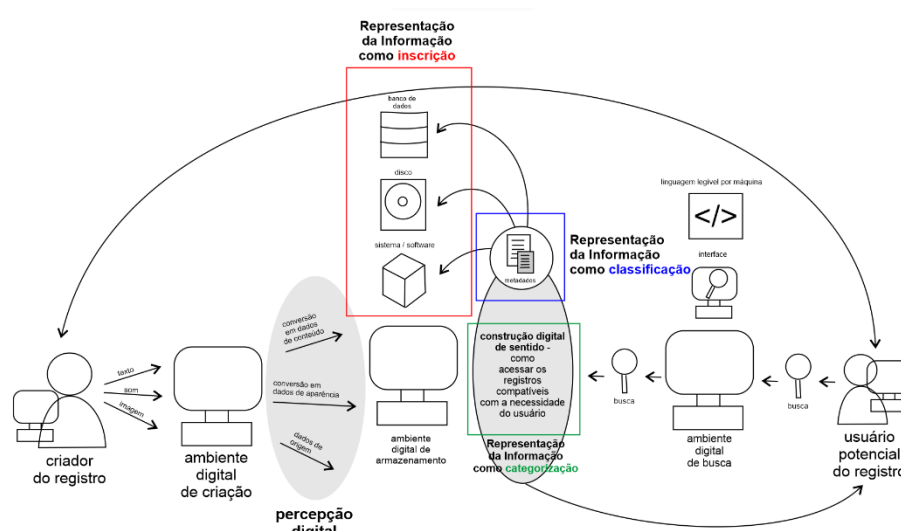 Representação
da Informação
como inscrição
banco de
dados
disco
sistema / software
linguagem legível por máquina
</>
interface
Representação
da Informação
como classificação
metadados
texto
som
imagem
conversão
em dados
de conteúdo
conversão em
dados de aparência
dados de
origem
construção digital
de sentido -
como
acessar os
registros
compatíveis
com a necessidade
do usuário
busca
busca
criador
do registro
ambiente
digital
de criação
ambiente
digital de
armazenamento
Representação
da Informação
como categorização
ambiente
digital
de busca
usuário
potencial
do registro
percepção
digital